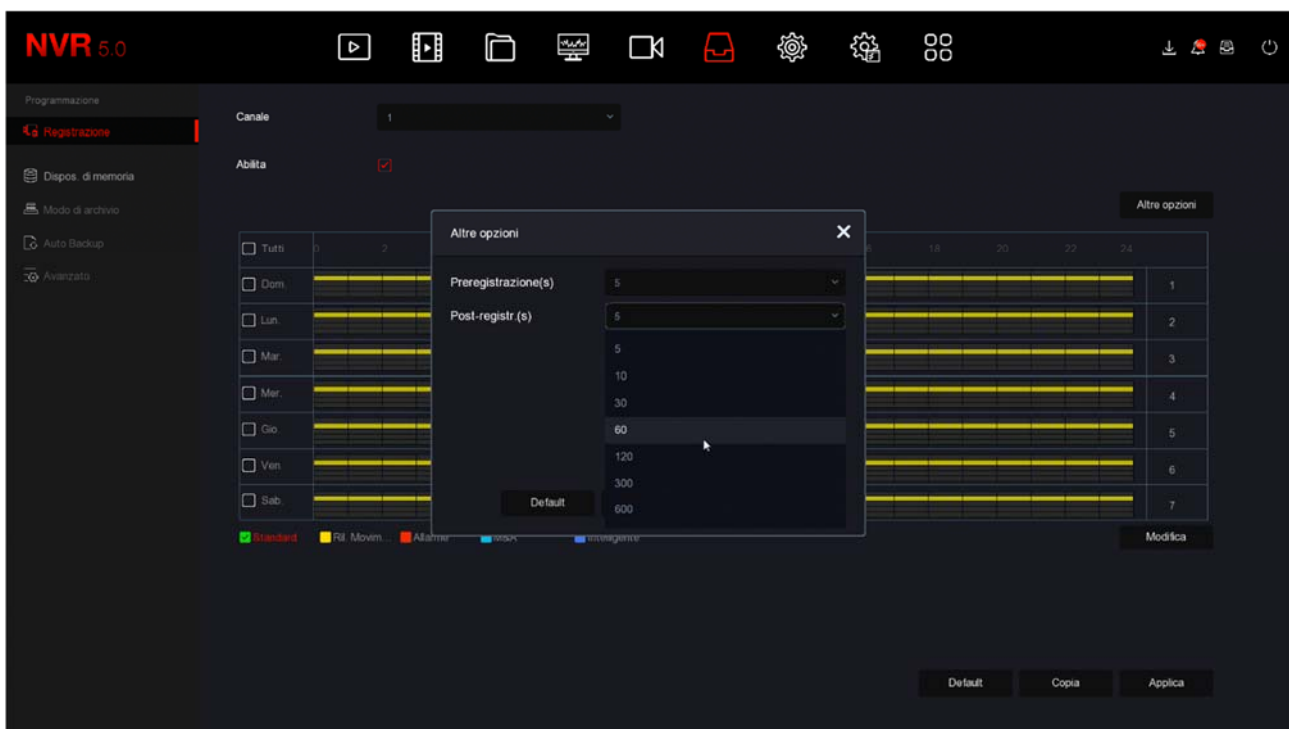 NVR 5.0
Programmazione
Registrazione
Dispos. di memoria
Modo di archivio
Auto Backup
Avanzato
Canale
1
Abilita
Altre opzioni
Altre opzioni
Preregistrazione(s)
5
Post-registr.(s)
5
5
10
30
60
120
300
600
Default
Tutti 0 2 18 20 22 24
Dom. 1
Lun. 2
Mar. 3
Mer. 4
Gio. 5
Ven 6
Sab. 7
Standard Ril. Movim... Allarme Intelligente
Modifica
Default Copia Applica